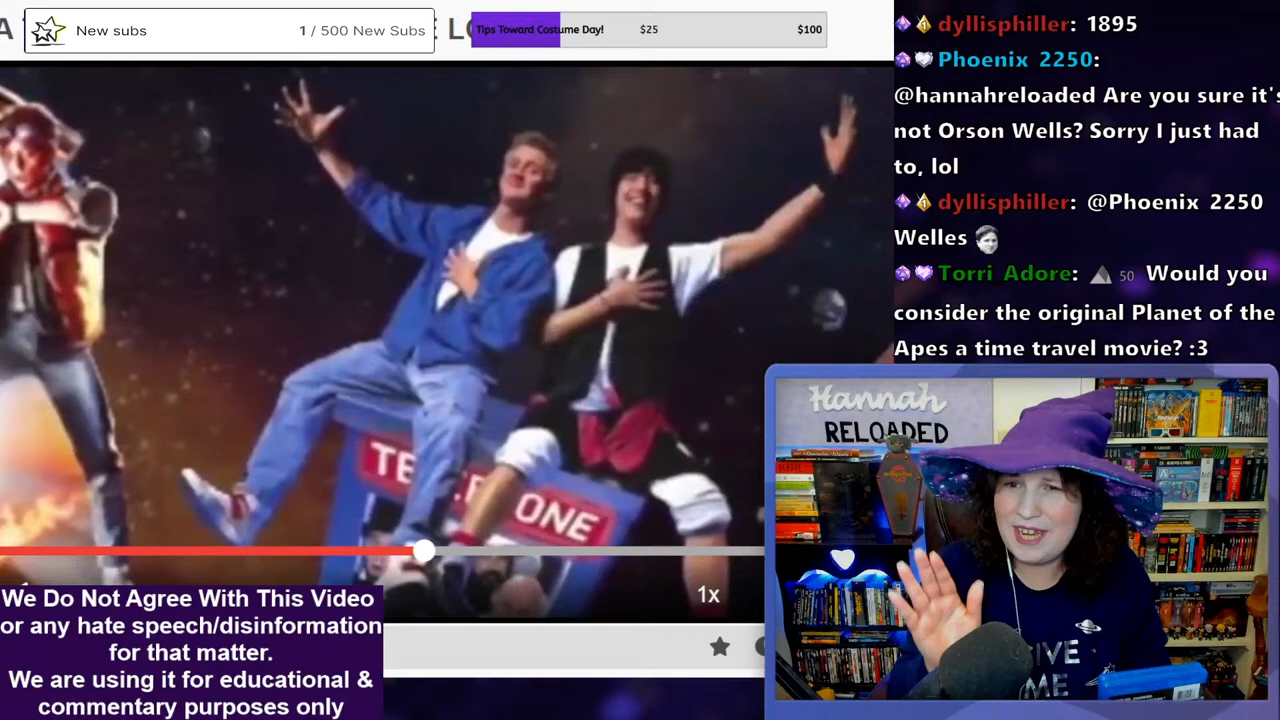 New subs
1 / 500 New Subs
Tips Toward Costume Day!
$25
$100
dyllisphiller: 1895
Phoenix 2250:
@hannahreloaded Are you sure it's
not Orson Wells? Sorry I just had
to, lol
dyllisphiller: @Phoenix 2250
Welles
Torri Adore: 50 Would you
consider the original Planet of the
Apes a time travel movie? :3
Hannah
RELOADED
TELEPHONE
1x
We Do Not Agree With This Video
or any hate speech/disinformation
for that matter.
We are using it for educational &
commentary purposes only